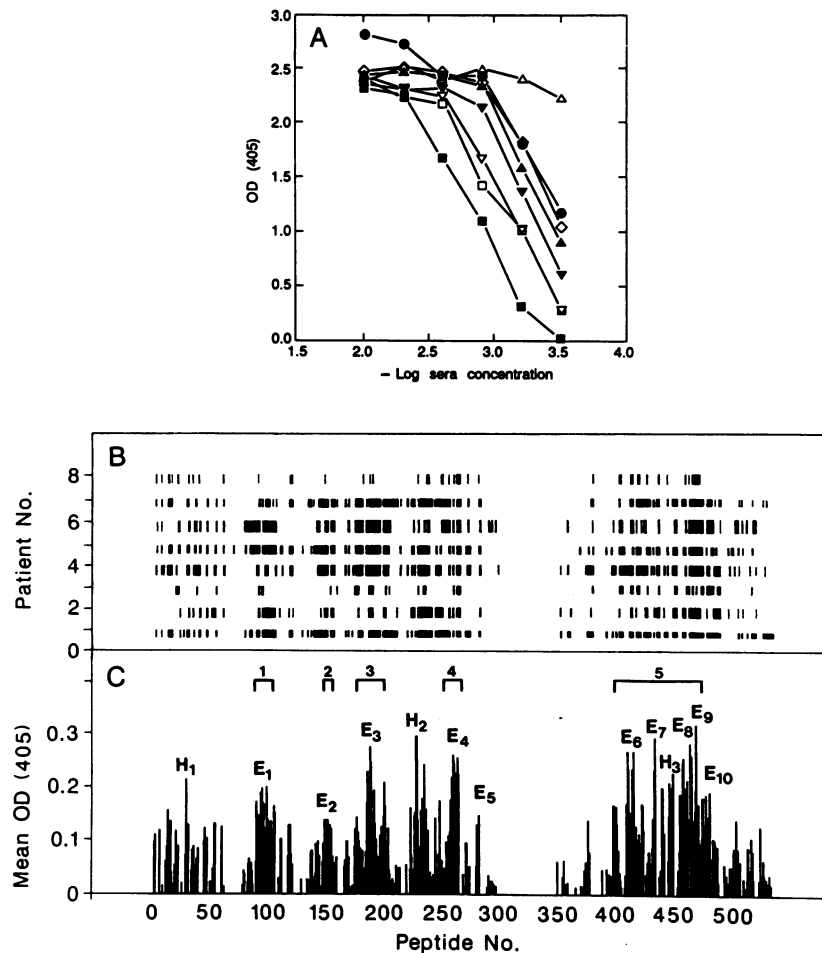 A
3.0
2.5
2.0
1.5
1.0
0.5
0.0
OD (405)
1.5 2.0 2.5 3.0 3.5 4.0
– Log sera concentration
B
8
6
4
2
0
Patient No.
C
1 2 3 4 5
H1 E1 E2 E3 H2 E4 E5 E6 E7 H3 E8 E9 E10
0.3
0.2
0.1
0
Mean OD (405)
0 50 100 150 200 250 300 350 400 450 500
Peptide No.